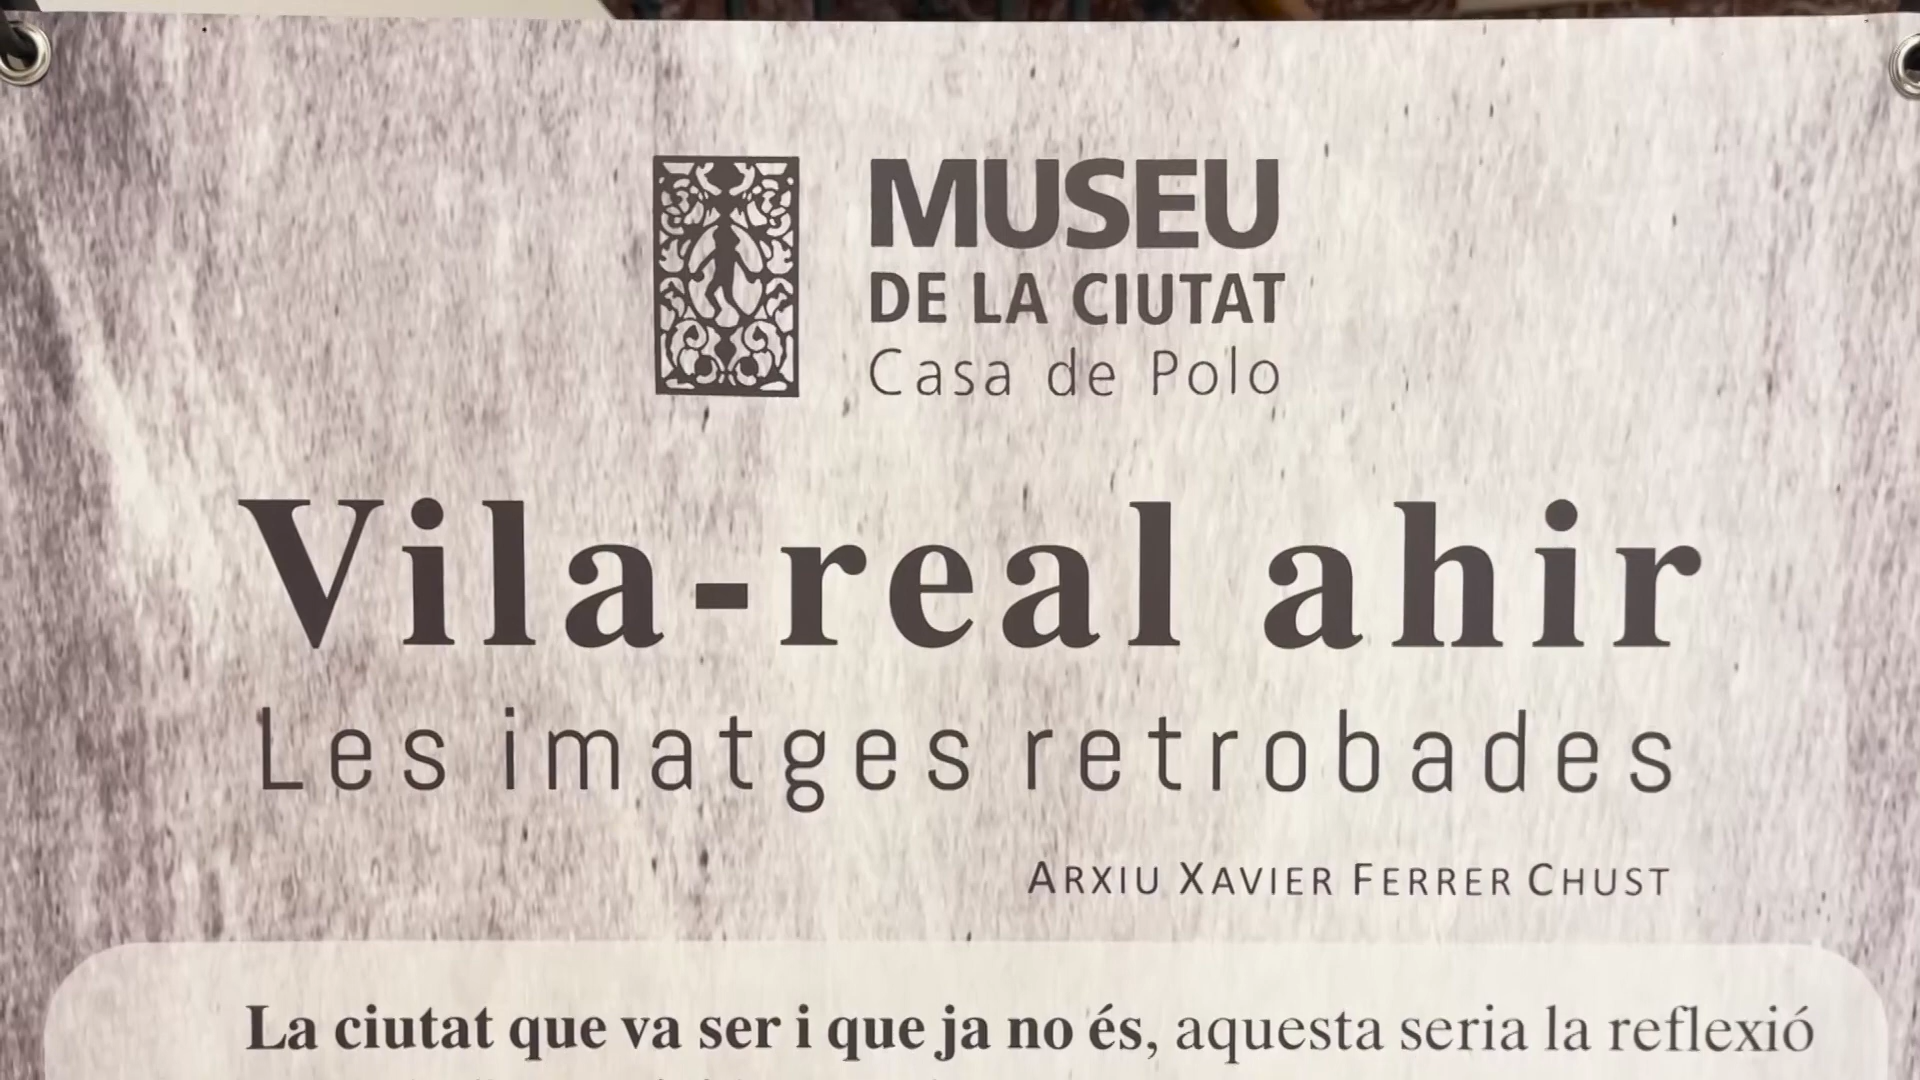 MUSEU
DE LA CIUTAT
Casa de Polo
Vila-real ahir
Les imatges retrobades
ARXIU XAVIER FERRER CHUST
La ciutat que va ser i que ja no és, aquesta seria la reflexió